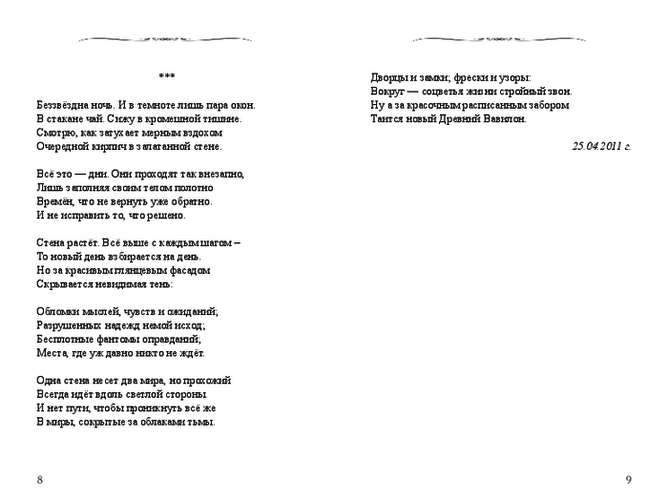 ***
Беззвёздна ночь. И в темноте лишь пара окон.
В стакане чай. Сижу в кромешной тишине.
Смотрю, как затухает мерным вздохом
Очередной кирпич в залатанной стене.
Всё это — дни. Они проходят так внезапно,
Лишь заполняя своим телом полотно
Времён, что не вернуть уже обратно.
И не исправить то, что решено.
Стена растёт. Всё выше с каждым шагом –
То новый день взбирается на день.
Но за красивым глянцевым фасадом
Скрывается невидимая тень:
Обломки мыслей, чувств и ожиданий;
Разрушенных надежд немой исход;
Бесплотные фантомы оправданий;
Места, где уж давно никто не ждёт.
Одна стена несет два мира, но прохожий
Всегда идёт вдоль светлой стороны
И нет пути, чтобы проникнуть всё же
В миры, сокрытые за облаками тьмы.
8
Дворцы и замки; фрески и узоры:
Вокруг — соцветья жизни стройный звон.
Ну а за красочным расписанным забором
Таится новый Древний Вавилон.
25.04.2011 г.
9